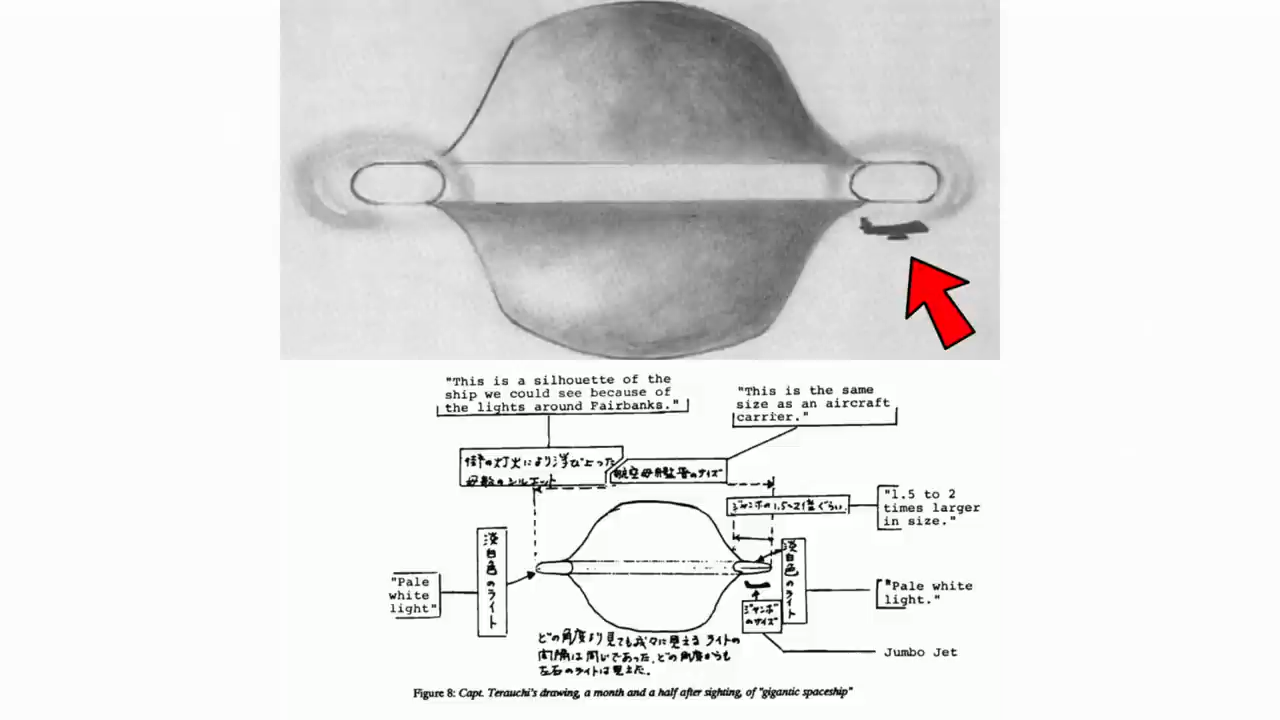 "This is a silhouette of the
ship we could see because of
the lights around Fairbanks."
"This is the same
size as an aircraft
carrier."
の灯火により浮び上った
母艦のシルエット
航空母艦のサイズ
ジャンボの1.5〜2倍ぐらい
"1.5 to 2
times larger
in size."
淡白色のライト
淡白色のライト
"Pale
white
light"
"Pale white
light."
ジャンボ
のサイズ
Jumbo Jet
どの角度より見ても我々に見えるライトの
間隔は同じであった。どの角度からも
左右のライトは見えた。
Figure 8: Capt. Terauchi's drawing, a month and a half after sighting, of "gigantic spaceship"